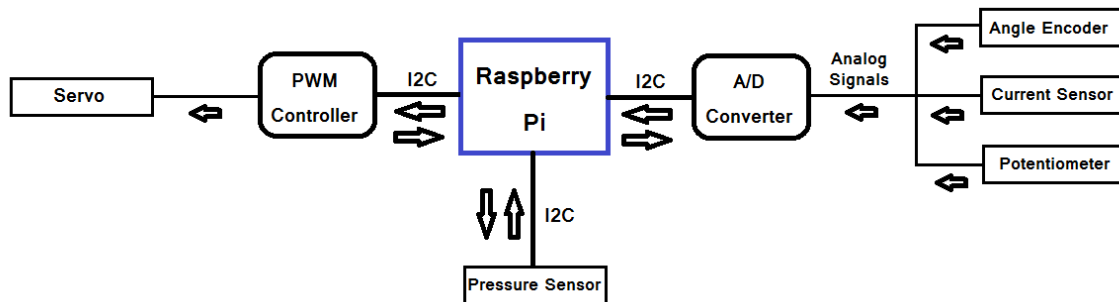 Servo
PWM
Controller
I2C
Raspberry
Pi
I2C
A/D
Converter
Analog
Signals
Angle Encoder
Current Sensor
Potentiometer
I2C
Pressure Sensor